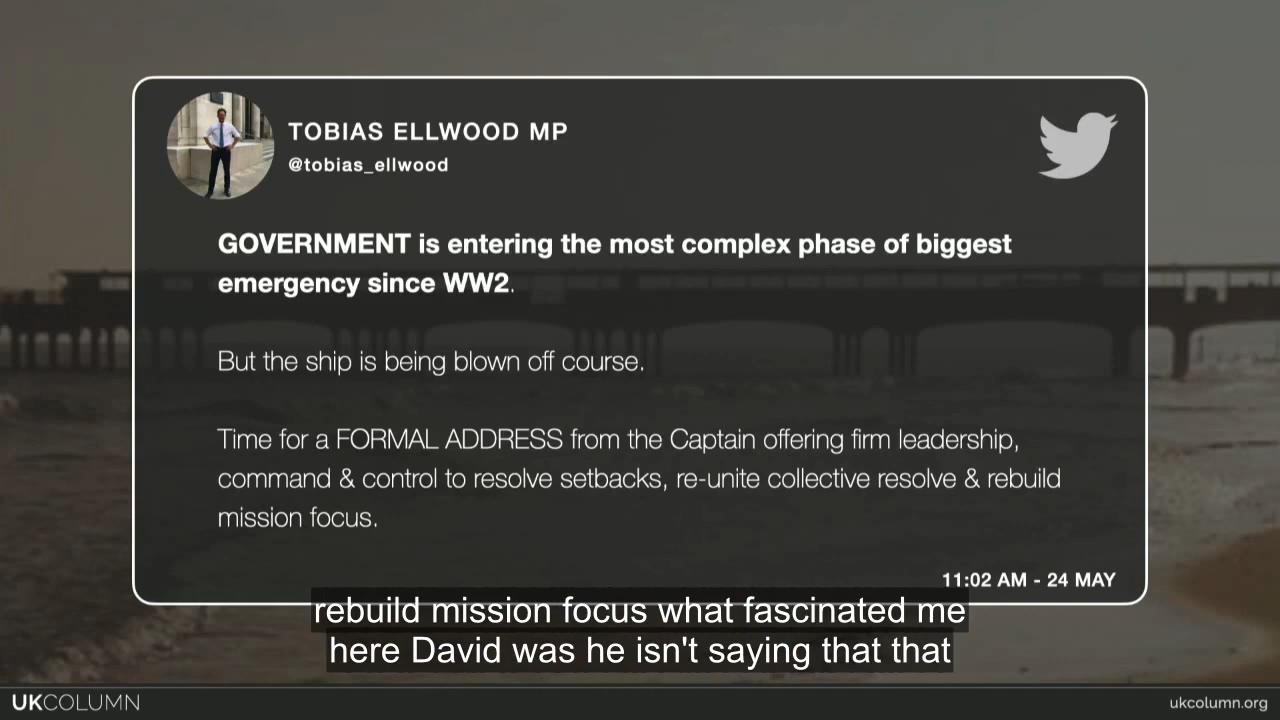 TOBIAS ELLWOOD MP
@tobias_ellwood
GOVERNMENT is entering the most complex phase of biggest
emergency since WW2.
But the ship is being blown off course.
Time for a FORMAL ADDRESS from the Captain offering firm leadership,
command & control to resolve setbacks, re-unite collective resolve & rebuild
mission focus.
11:02 AM - 24 MAY
rebuild mission focus what fascinated me
here David was he isn't saying that that
UKCOLUMN
ukcolumn.org